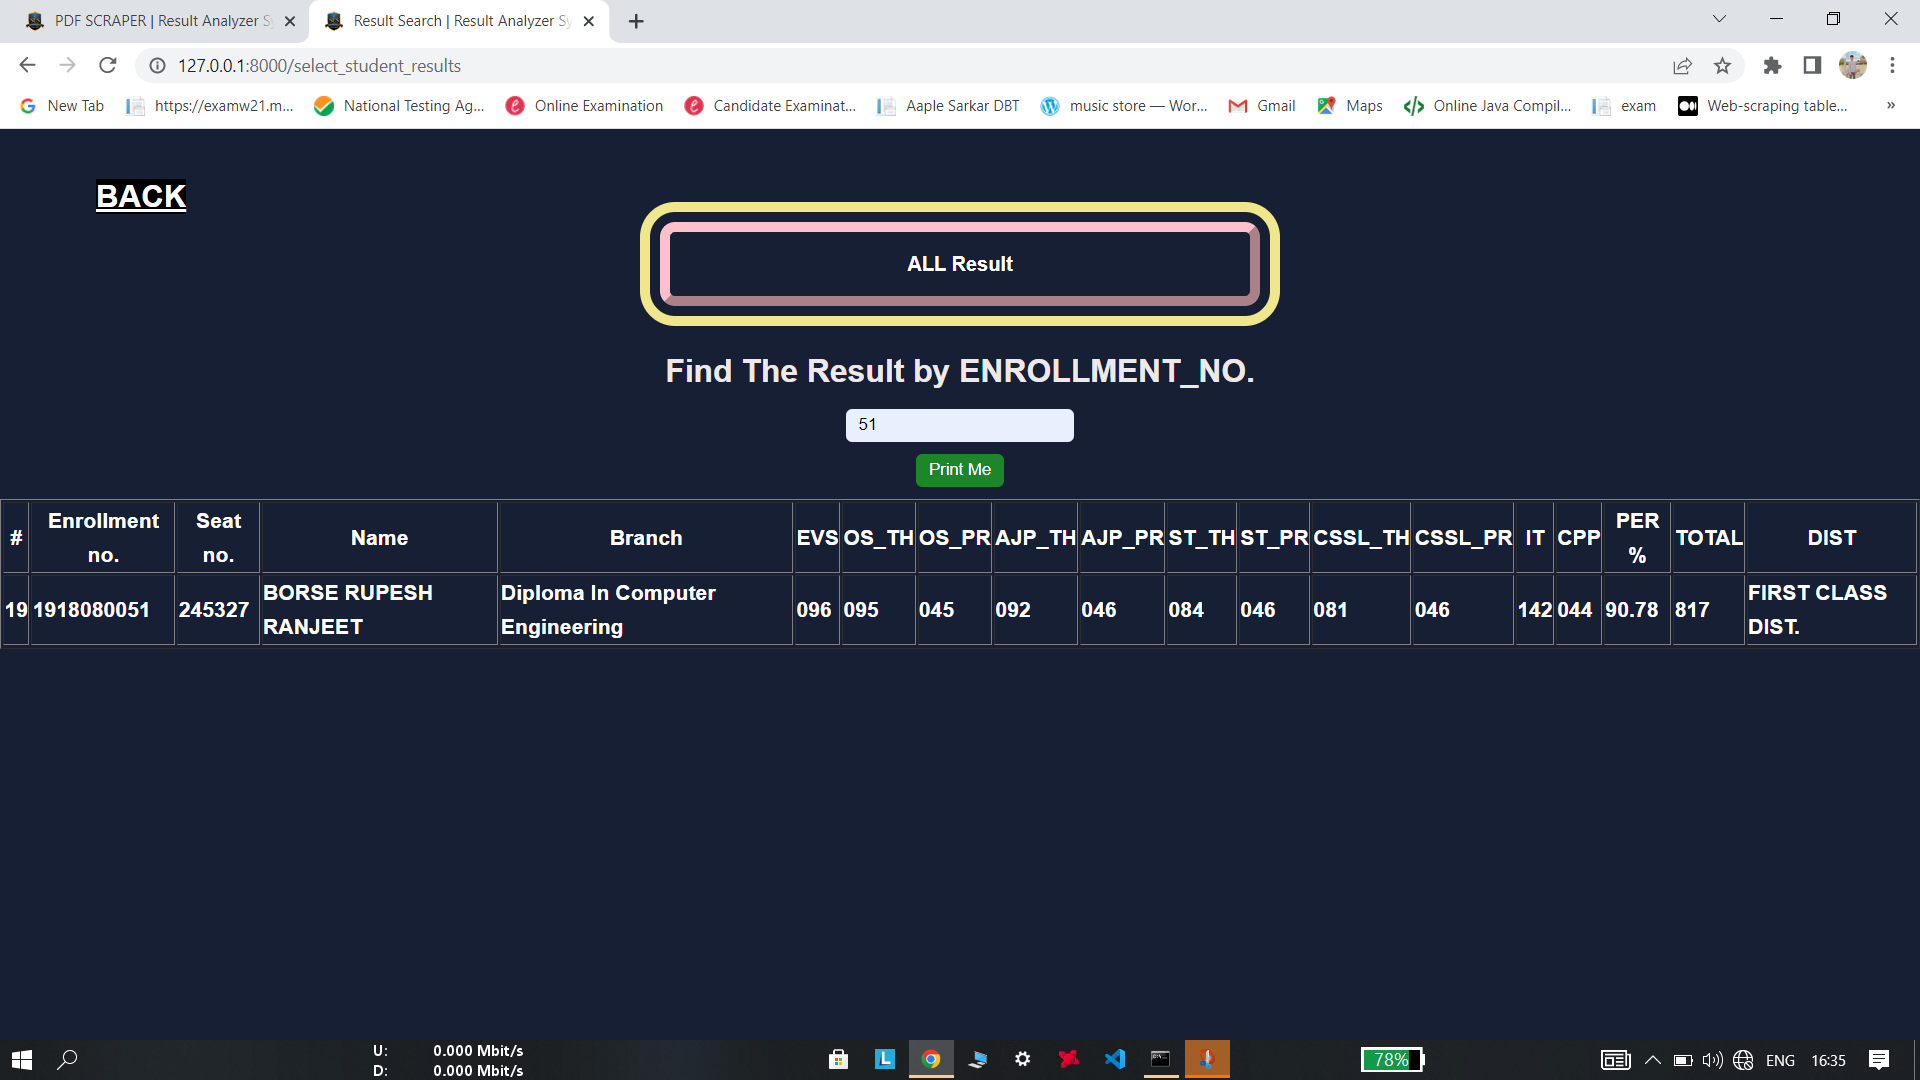 PDF SCRAPER | Result Analyzer S
Result Search | Result Analyzer Sy
127.0.0.1:8000/select_student_results
New Tab
https://examw21.m...
National Testing Ag...
Online Examination
Candidate Examinat...
Aaple Sarkar DBT
music store — Wor...
Gmail
Maps
Online Java Compil...
exam
Web-scraping table...
»
BACK
ALL Result
Find The Result by ENROLLMENT_NO.
51
Print Me
# Enrollment no. Seat no. Name Branch EVS OS_TH OS_PR AJP_TH AJP_PR ST_TH ST_PR CSSL_TH CSSL_PR IT CPP PER % TOTAL DIST
19 1918080051 245327 BORSE RUPESH RANJEET Diploma In Computer Engineering 096 095 045 092 046 084 046 081 046 142 044 90.78 817 FIRST CLASS DIST.
U: 0.000 Mbit/s
D: 0.000 Mbit/s
L
78%
ENG
16:35